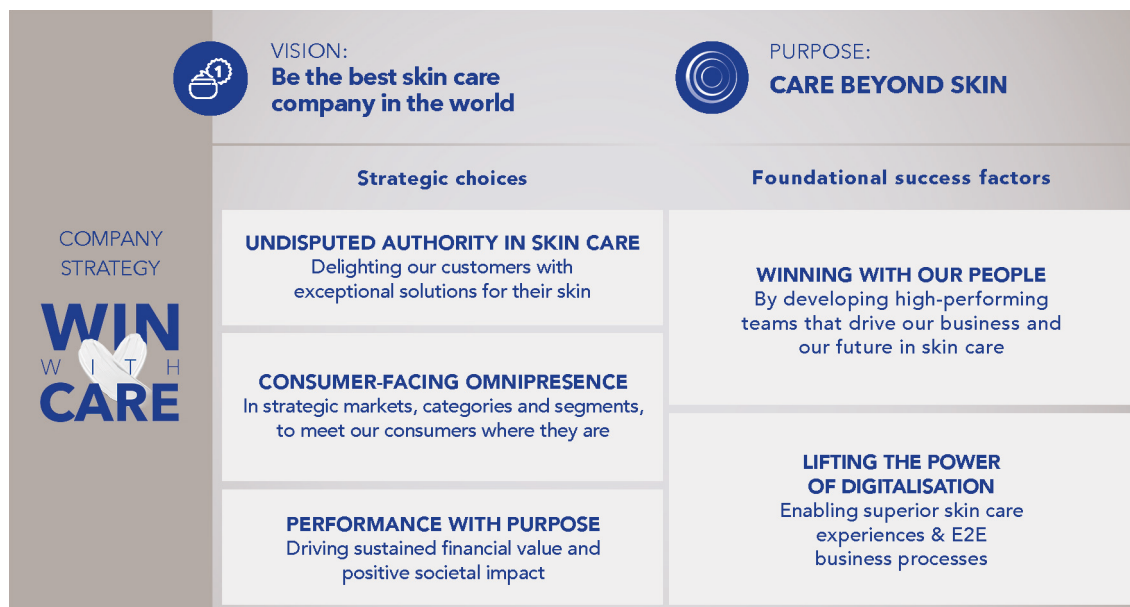 VISION:
Be the best skin care
company in the world
1
PURPOSE:
CARE BEYOND SKIN
COMPANY
STRATEGY
WIN
WITH
CARE
Strategic choices
UNDISPUTED AUTHORITY IN SKIN CARE
Delighting our customers with
exceptional solutions for their skin
CONSUMER-FACING OMNIPRESENCE
In strategic markets, categories and segments,
to meet our consumers where they are
PERFORMANCE WITH PURPOSE
Driving sustained financial value and
positive societal impact
Foundational success factors
WINNING WITH OUR PEOPLE
By developing high-performing
teams that drive our business and
our future in skin care
LIFTING THE POWER
OF DIGITALISATION
Enabling superior skin care
experiences & E2E
business processes